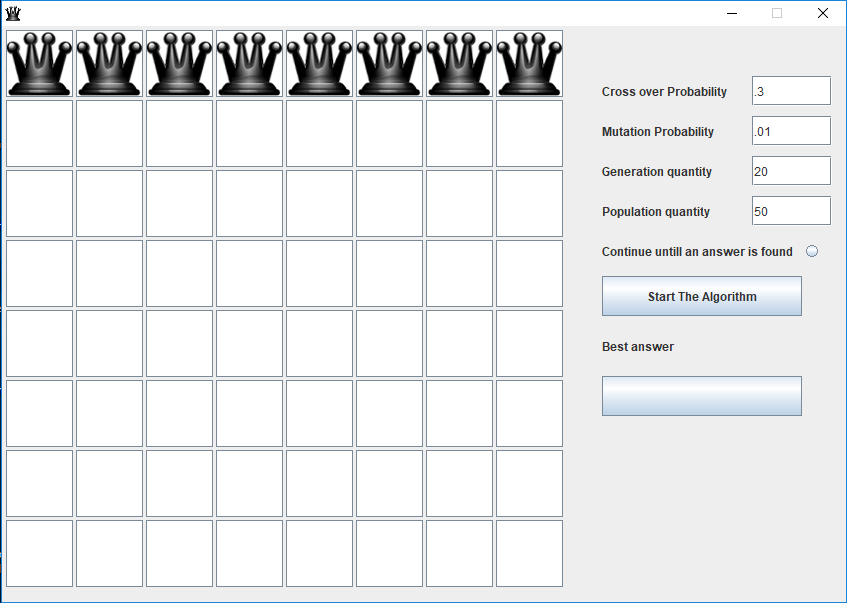 Cross over Probability .3
Mutation Probability .01
Generation quantity 20
Population quantity 50
Continue untill an answer is found
Start The Algorithm
Best answer